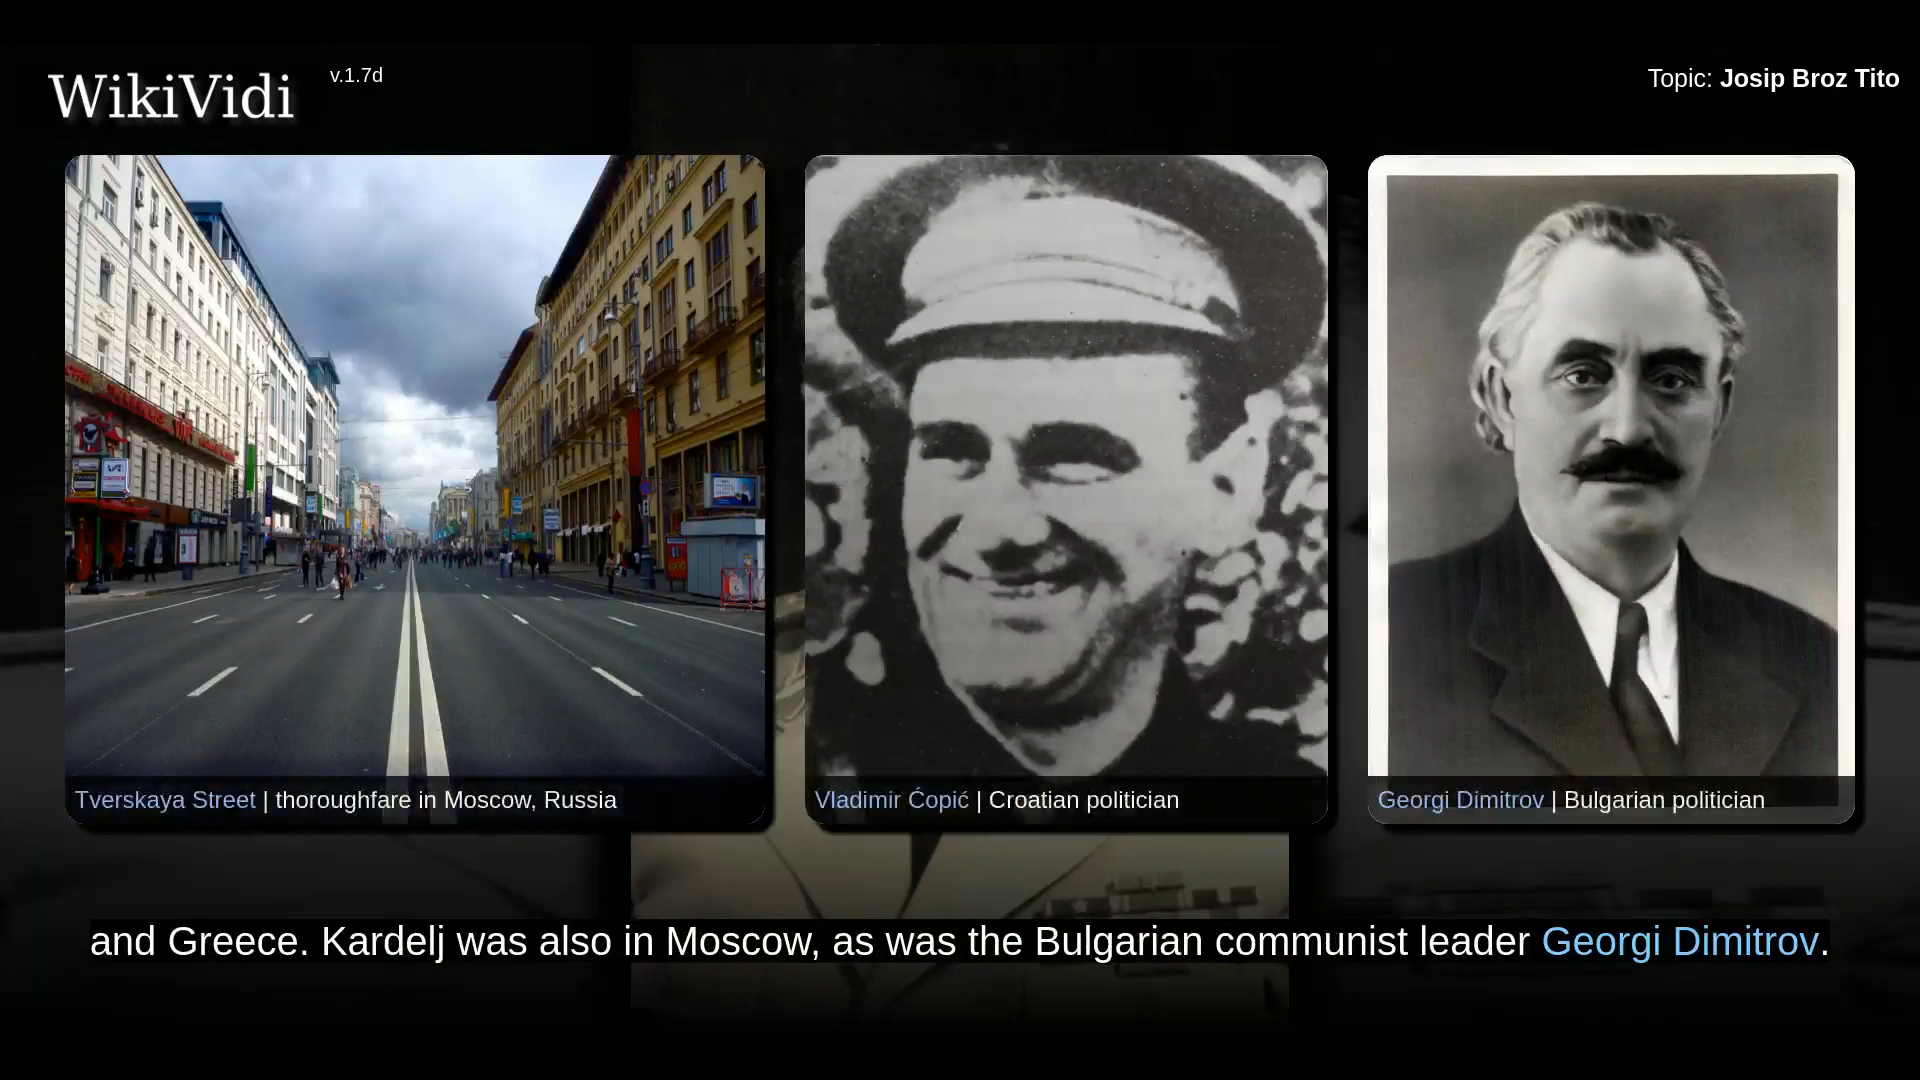 WikiVidi
v.1.7d
Topic: Josip Broz Tito
Tverskaya Street | thoroughfare in Moscow, Russia
Vladimir Ćopić | Croatian politician
Georgi Dimitrov | Bulgarian politician
and Greece. Kardelj was also in Moscow, as was the Bulgarian communist leader Georgi Dimitrov.